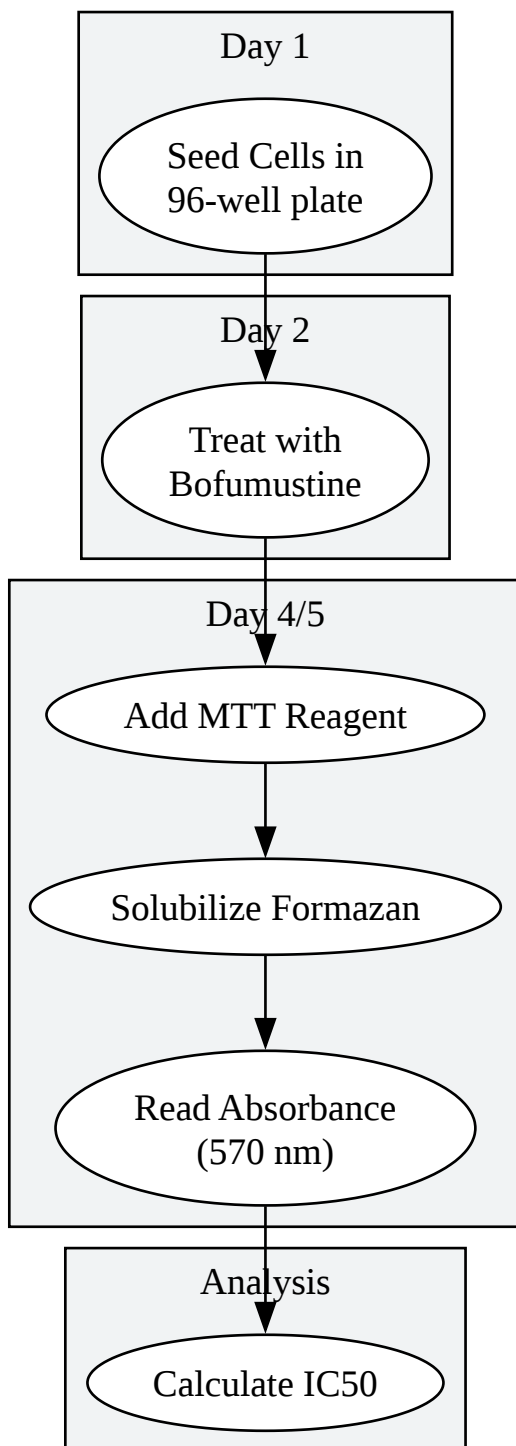 Day 1
Seed Cells in
96-well plate
Day 2
Treat with
Bofumustine
Day 4/5
Add MTT Reagent
Solubilize Formazan
Read Absorbance
(570 nm)
Analysis
Calculate IC50